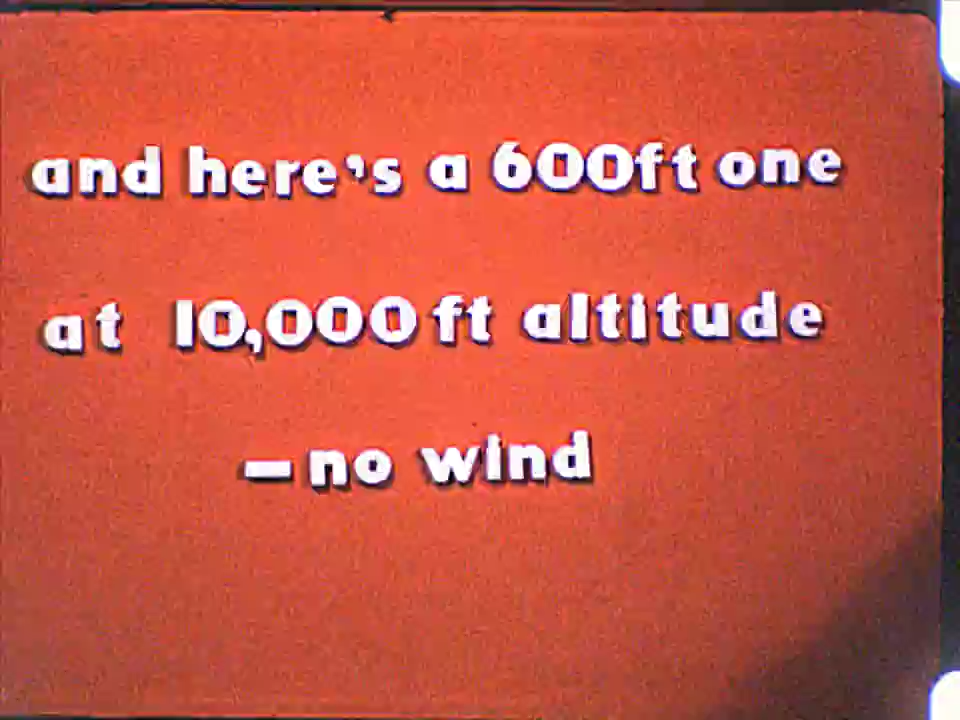 and here's a 600ft one
at 10,000 ft altitude
– no wind